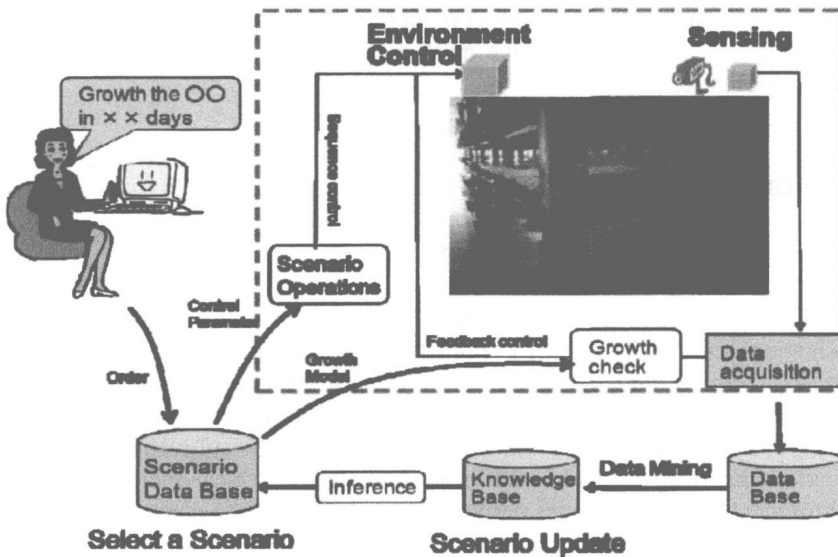 Environment
Control
Sensing
Growth the ○○
in × × days
Sequence control
Scenario
Operations
Control
Parameter
Feedback control
Growth
check
Data
acquisition
Growth
Model
Order
Scenario
Data Base
Inference
Knowledge
Base
Data Mining
Data
Base
Select a Scenario
Scenario Update